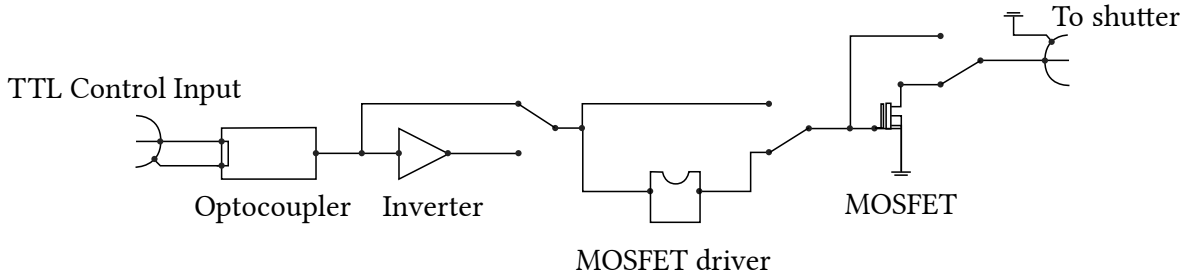 To shutter
TTL Control Input
Optocoupler
Inverter
MOSFET
MOSFET driver